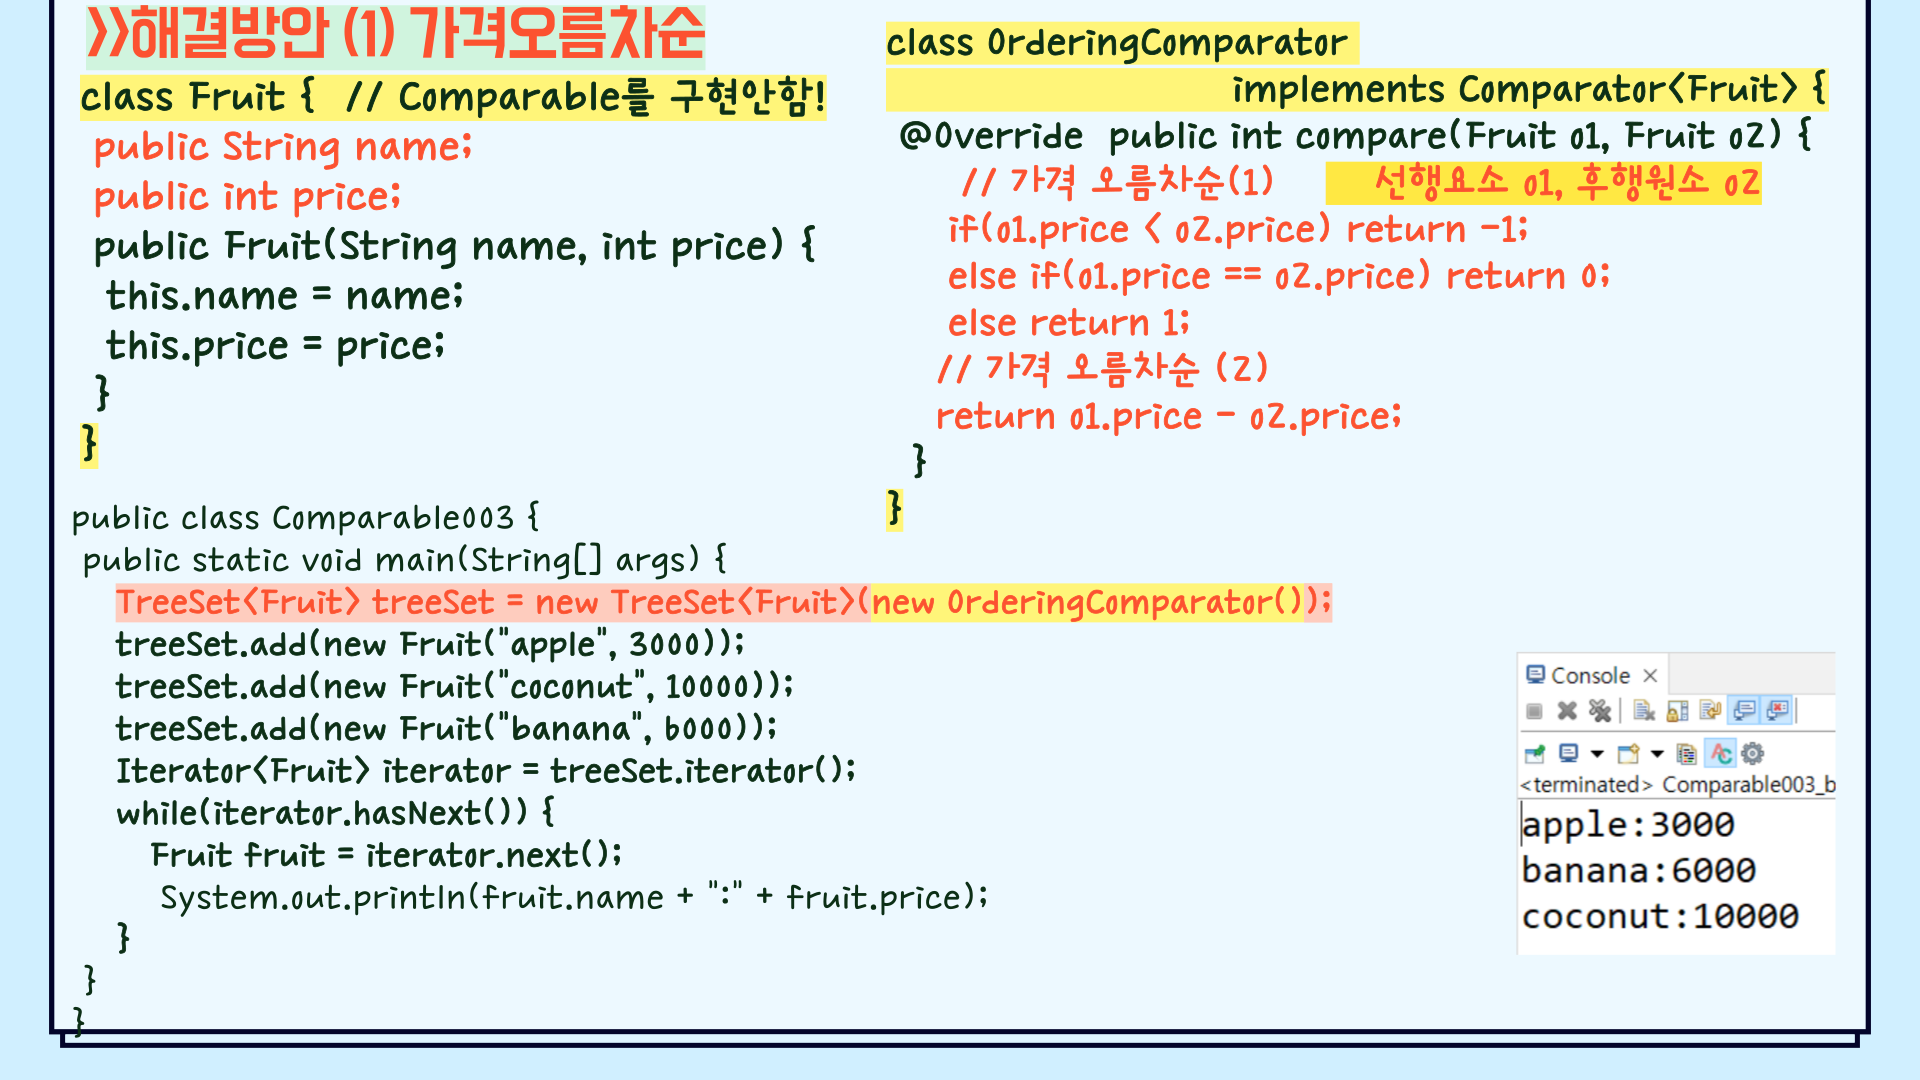 >>해결방안 (1) 가격오름차순
class Fruit {  // Comparable를 구현안함!
public String name;
public int price;
public Fruit(String name, int price) {
this.name = name;
this.price = price;
}
}
class OrderingComparator
implements Comparator<Fruit> {
@Override  public int compare(Fruit o1, Fruit o2) {
// 가격 오름차순(1)    선행요소 o1, 후행원소 o2
if(o1.price < o2.price) return -1;
else if(o1.price == o2.price) return 0;
else return 1;
// 가격 오름차순 (2)
return o1.price - o2.price;
}
}
public class Comparable003 {
public static void main(String[] args) {
TreeSet<Fruit> treeSet = new TreeSet<Fruit>(new OrderingComparator());
treeSet.add(new Fruit("apple", 3000));
treeSet.add(new Fruit("coconut", 10000));
treeSet.add(new Fruit("banana", 6000));
Iterator<Fruit> iterator = treeSet.iterator();
while(iterator.hasNext()) {
Fruit fruit = iterator.next();
System.out.println(fruit.name + ":" + fruit.price);
}
}
}
Console
<terminated> Comparable003_b
apple:3000
banana:6000
coconut:10000